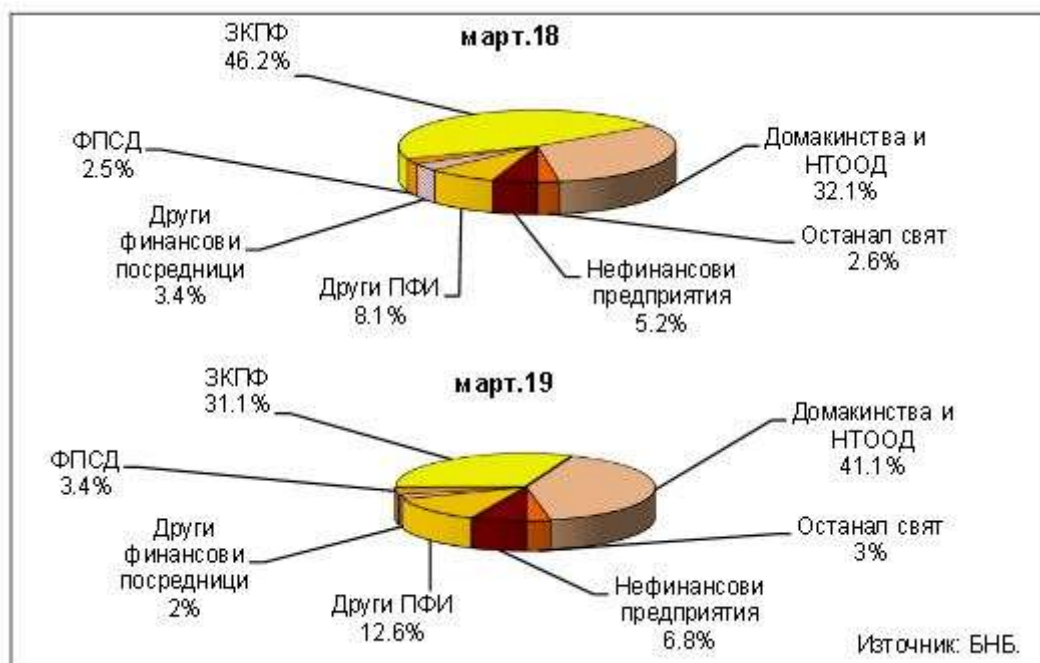 март.18
ЗКПФ
46.2%
ФПСД
2.5%
Други
финансови
посредници
3.4%
Други ПФИ
8.1%
Нефинансови
предприятия
5.2%
Останал свят
2.6%
Домакинства и
НТООД
32.1%
март.19
ЗКПФ
31.1%
ФПСД
3.4%
Други
финансови
посредници
2%
Други ПФИ
12.6%
Нефинансови
предприятия
6.8%
Останал свят
3%
Домакинства и
НТООД
41.1%
Източник: БНБ.